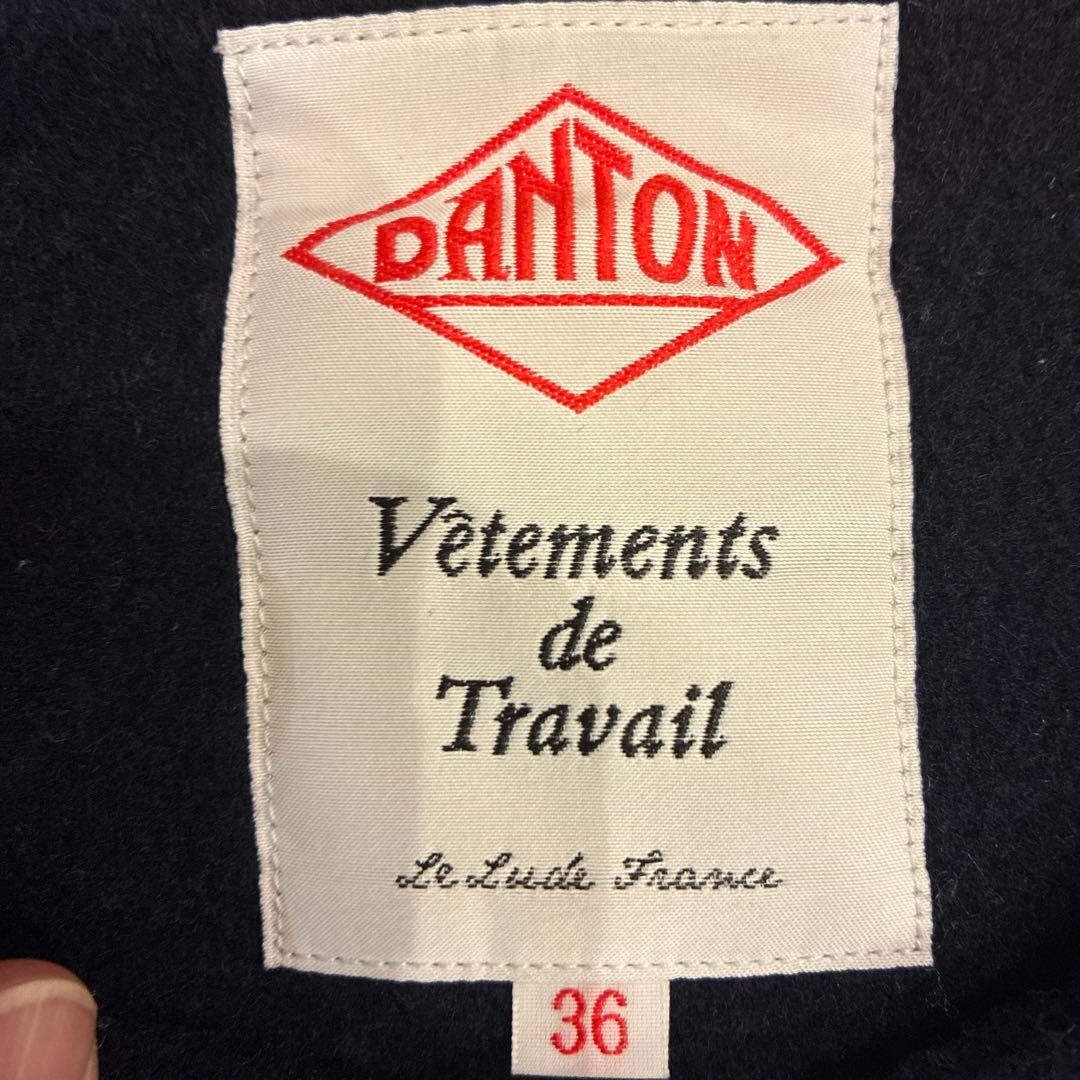 DANTON
Vêtements
de
Travail
Le Lude France
36